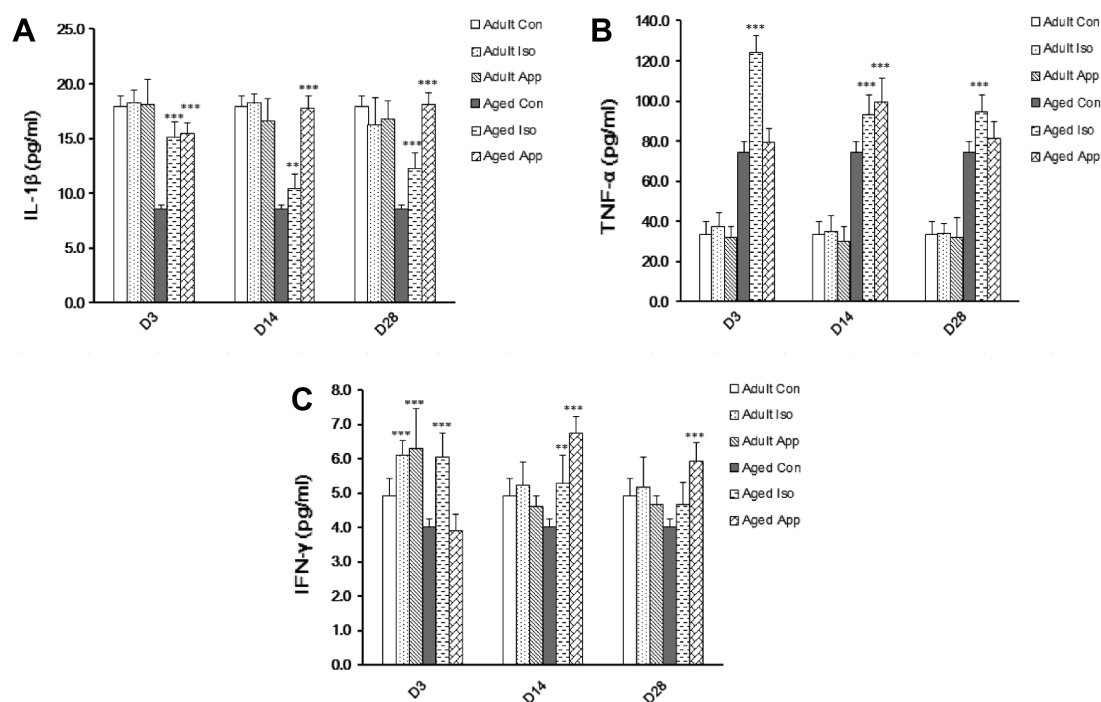 A
IL-1β (pg/ml)
25.0
20.0
15.0
10.0
5.0
0.0
*** ***
** ***
*** ***
D3 D14 D28
Adult Con
Adult Iso
Adult App
Aged Con
Aged Iso
Aged App
B
TNF-α (pg/ml)
140.0
120.0
100.0
80.0
60.0
40.0
20.0
0.0
***
*** ***
***
D3 D14 D28
Adult Con
Adult Iso
Adult App
Aged Con
Aged Iso
Aged App
C
IFN-γ (pg/ml)
8.0
7.0
6.0
5.0
4.0
3.0
2.0
1.0
0.0
*** *** ***
** ***
***
D3 D14 D28
Adult Con
Adult Iso
Adult App
Aged Con
Aged Iso
Aged App